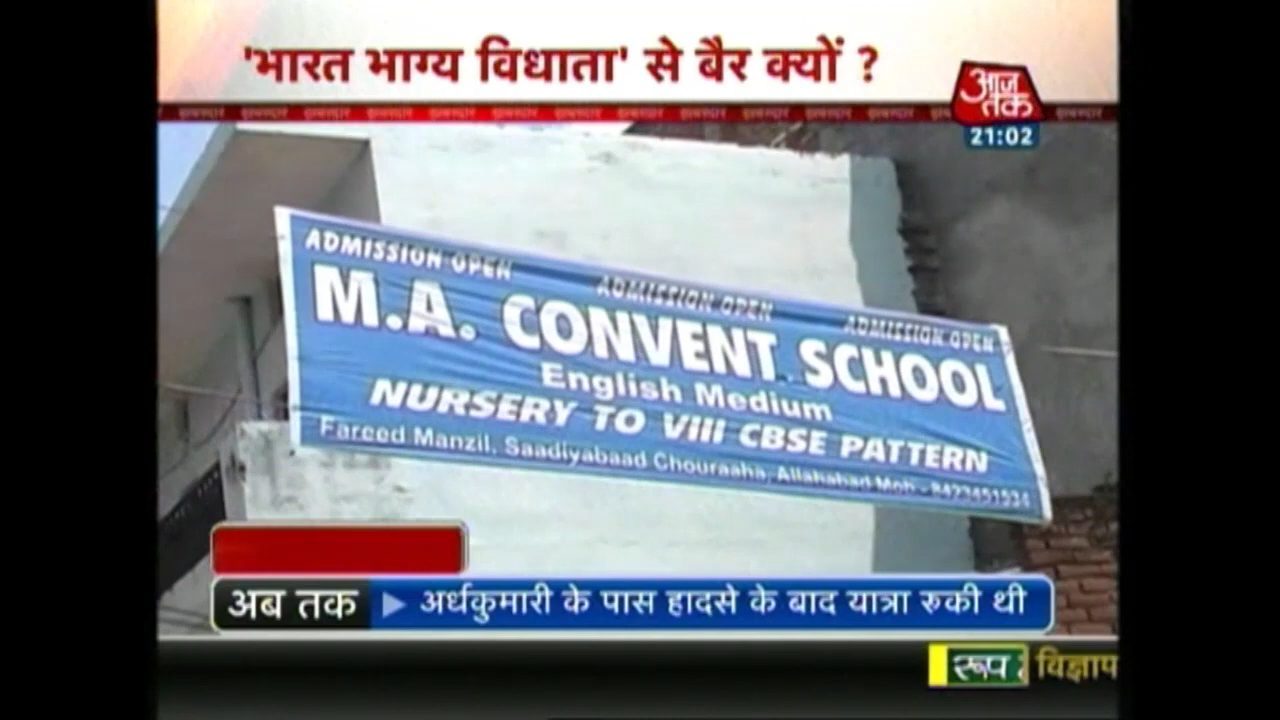 'भारत भाग्य विधाता' से बैर क्यों ?
आज
तक
21:02
ADMISSION OPEN ADMISSION OPEN ADMISSION OPEN
M.A. CONVENT SCHOOL
English Medium
NURSERY TO VIII CBSE PATTERN
Fareed Manzil, Saadiyabaad Chouraaha, Allahabad Mob -
अब तक अर्धकुमारी के पास हादसे के बाद यात्रा रुकी थी
रूप